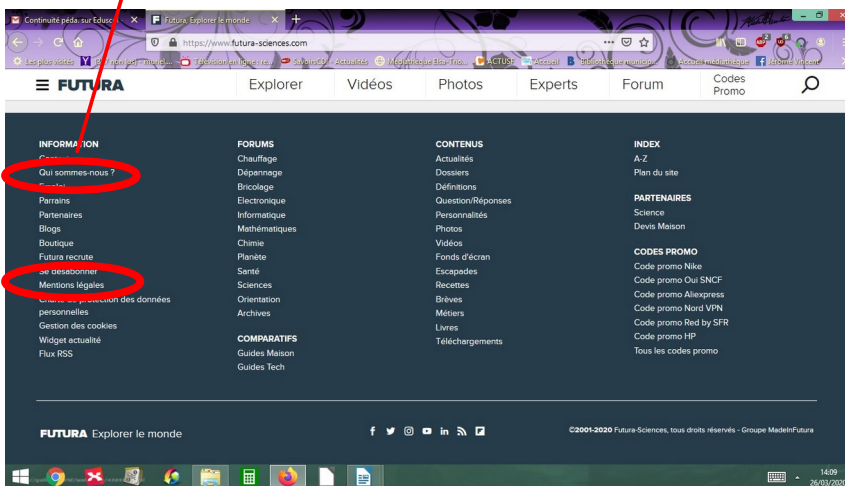 Continuité péda. sur Édusc
Futura, Explorer le monde
https://www.futura-sciences.com
Les plus visités
Télévision en ligne : re...
SavoirsCDI
Actualités
Médiathèque Elsa-Trio...
ACTUSF
Accueil
Bibliothèque municip...
Accueil médiathèque
Jérôme Vincent
FUTURA
Explorer
Vidéos
Photos
Experts
Forum
Codes Promo
INFORMATION
Contact
Qui sommes-nous ?
Emploi
Parrains
Partenaires
Blogs
Boutique
Futura recrute
Se désabonner
Mentions légales
Charte de protection des données
personnelles
Gestion des cookies
Widget actualité
Flux RSS
FORUMS
Chauffage
Dépannage
Bricolage
Electronique
Informatique
Mathématiques
Chimie
Planète
Santé
Sciences
Orientation
Archives
COMPARATIFS
Guides Maison
Guides Tech
CONTENUS
Actualités
Dossiers
Définitions
Question/Réponses
Personnalités
Photos
Vidéos
Fonds d'écran
Escapades
Recettes
Brèves
Métiers
Livres
Téléchargements
INDEX
A-Z
Plan du site
PARTENAIRES
Science
Devis Maison
CODES PROMO
Code promo Nike
Code promo Oui SNCF
Code promo Aliexpress
Code promo Nord VPN
Code promo Red by SFR
Code promo HP
Tous les codes promo
FUTURA Explorer le monde
©2001-2020 Futura-Sciences, tous droits réservés - Groupe MadeInFutura
14:09
26/03/2020